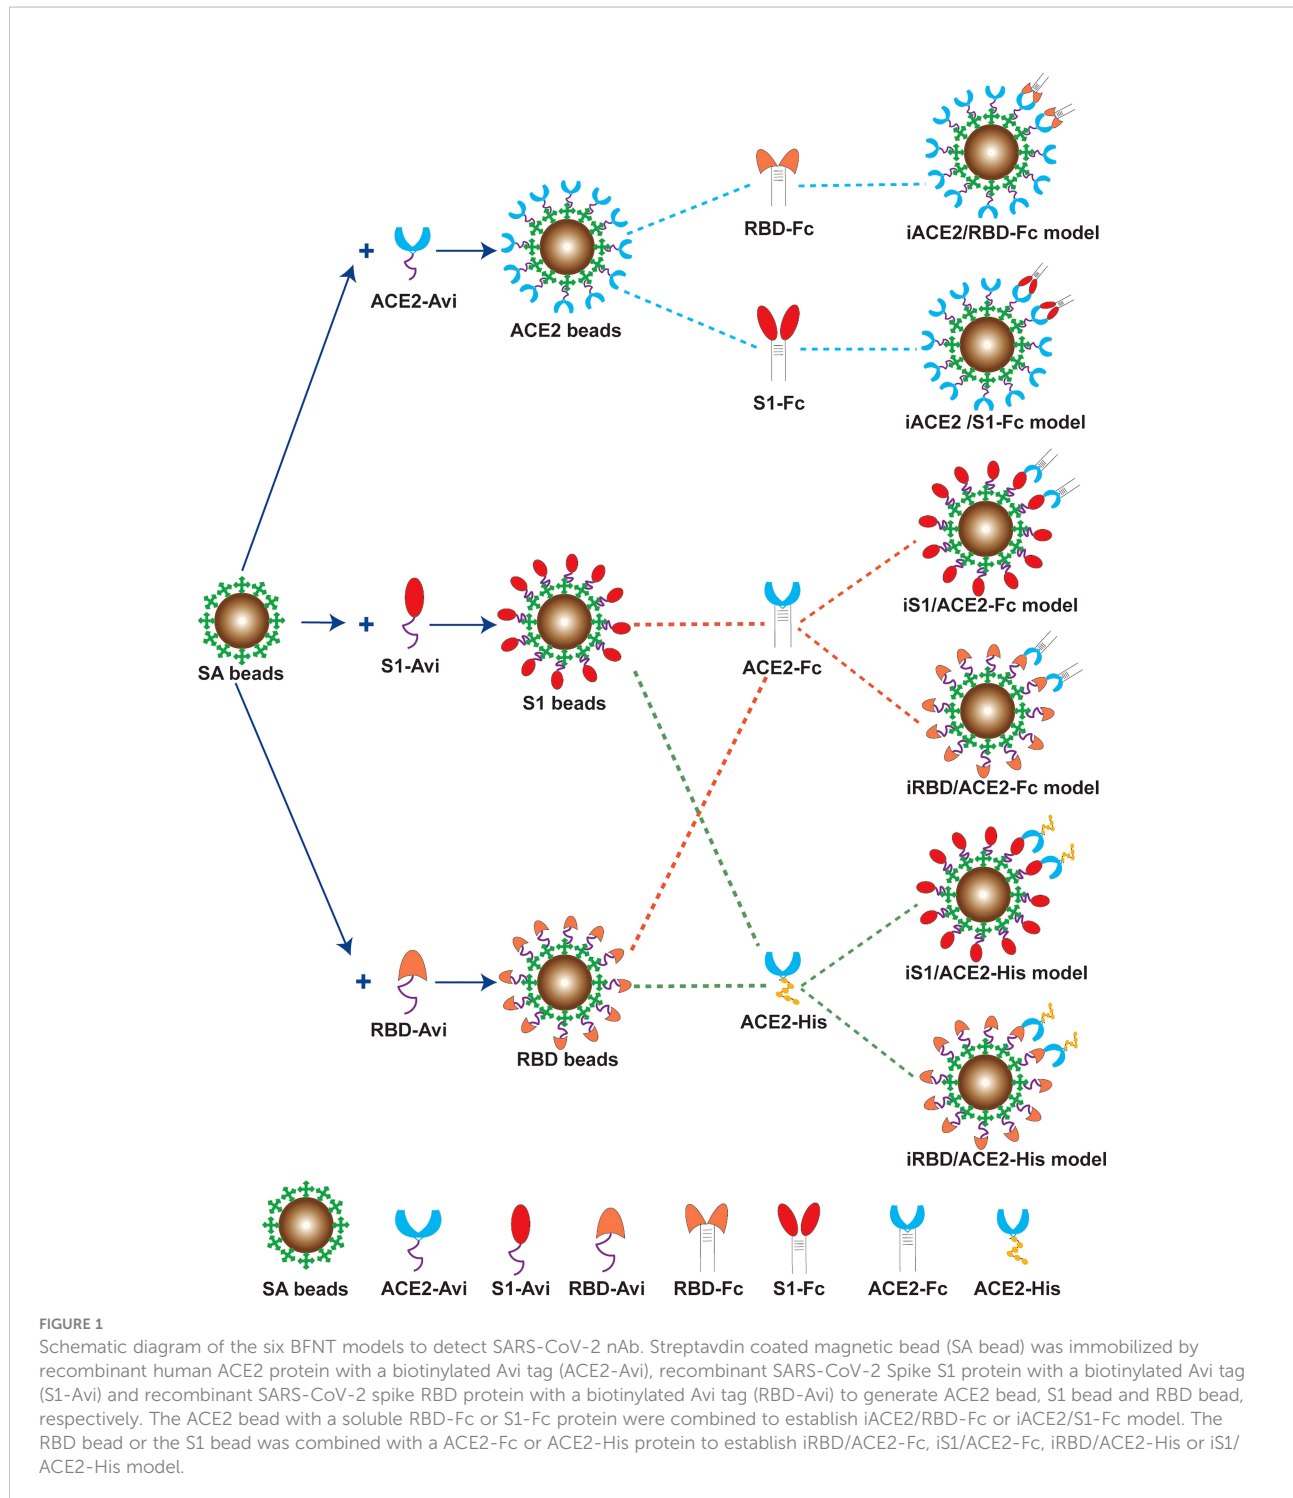 RBD-Fc
iACE2/RBD-Fc model
+
ACE2-Avi
ACE2 beads
S1-Fc
iACE2 /S1-Fc model
iS1/ACE2-Fc model
SA beads
+
S1-Avi
S1 beads
ACE2-Fc
iRBD/ACE2-Fc model
iS1/ACE2-His model
+
RBD-Avi
RBD beads
ACE2-His
iRBD/ACE2-His model
SA beads
ACE2-Avi
S1-Avi
RBD-Avi
RBD-Fc
S1-Fc
ACE2-Fc
ACE2-His
FIGURE 1
Schematic diagram of the six BFNT models to detect SARS-CoV-2 nAb. Streptavdin coated magnetic bead (SA bead) was immobilized by
recombinant human ACE2 protein with a biotinylated Avi tag (ACE2-Avi), recombinant SARS-CoV-2 Spike S1 protein with a biotinylated Avi tag
(S1-Avi) and recombinant SARS-CoV-2 spike RBD protein with a biotinylated Avi tag (RBD-Avi) to generate ACE2 bead, S1 bead and RBD bead,
respectively. The ACE2 bead with a soluble RBD-Fc or S1-Fc protein were combined to establish iACE2/RBD-Fc or iACE2/S1-Fc model. The
RBD bead or the S1 bead was combined with a ACE2-Fc or ACE2-His protein to establish iRBD/ACE2-Fc, iS1/ACE2-Fc, iRBD/ACE2-His or iS1/
ACE2-His model.